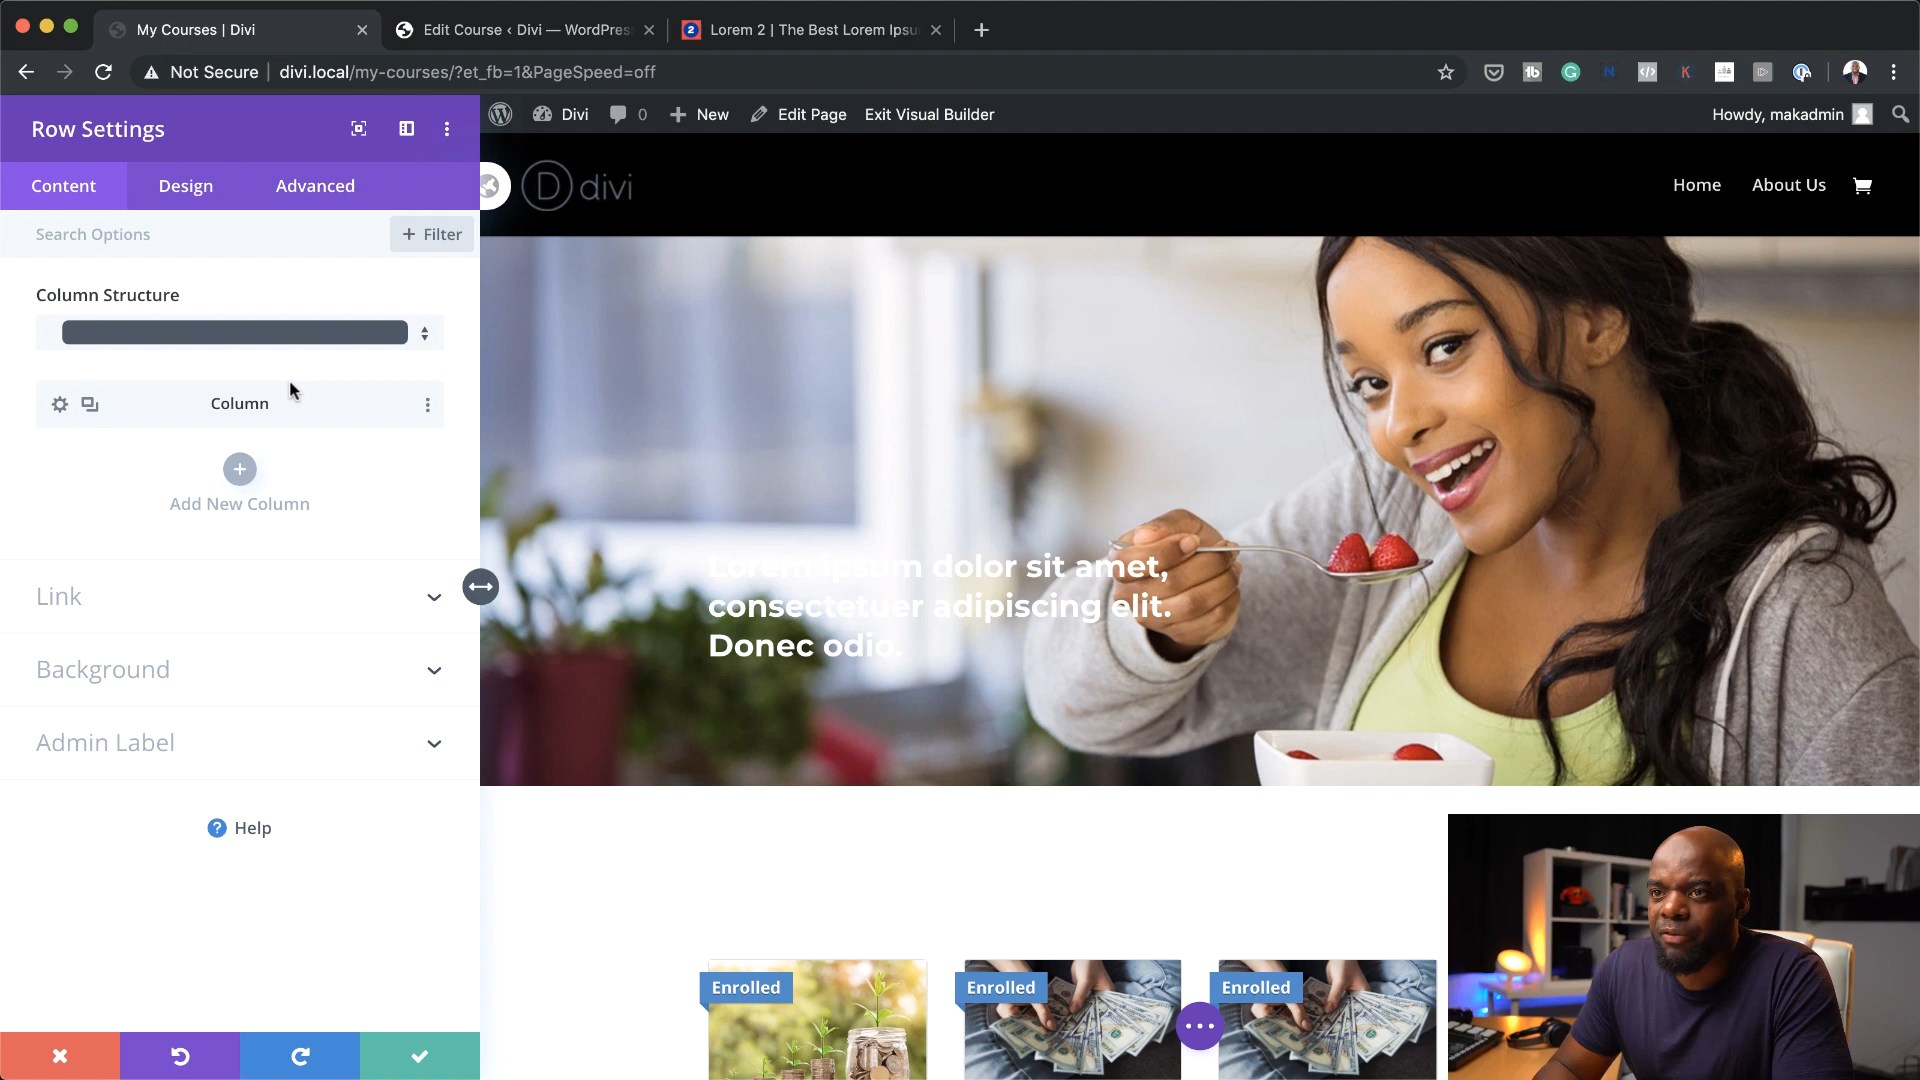 My Courses | Divi
Edit Course ‹ Divi — WordPres
Lorem 2 | The Best Lorem Ipsu
Not Secure
divi.local/my-courses/?et_fb=1&PageSpeed=off
Row Settings
Divi
0
New
Edit Page
Exit Visual Builder
Howdy, makadmin
Content
Design
Advanced
D divi
Home
About Us
Search Options
+ Filter
Column Structure
Column
Add New Column
Lorem ipsum dolor sit amet,
consectetuer adipiscing elit.
Donec odio.
Link
Background
Admin Label
? Help
Enrolled
Enrolled
Enrolled